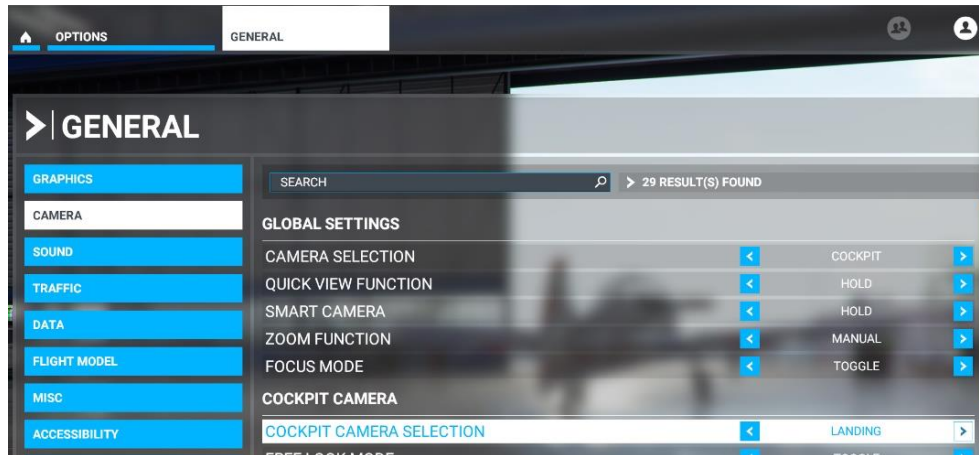 OPTIONS
GENERAL
GENERAL
GRAPHICS
CAMERA
SOUND
TRAFFIC
DATA
FLIGHT MODEL
MISC
ACCESSIBILITY
SEARCH
29 RESULT(S) FOUND
GLOBAL SETTINGS
CAMERA SELECTION COCKPIT
QUICK VIEW FUNCTION HOLD
SMART CAMERA HOLD
ZOOM FUNCTION MANUAL
FOCUS MODE TOGGLE
COCKPIT CAMERA
COCKPIT CAMERA SELECTION LANDING